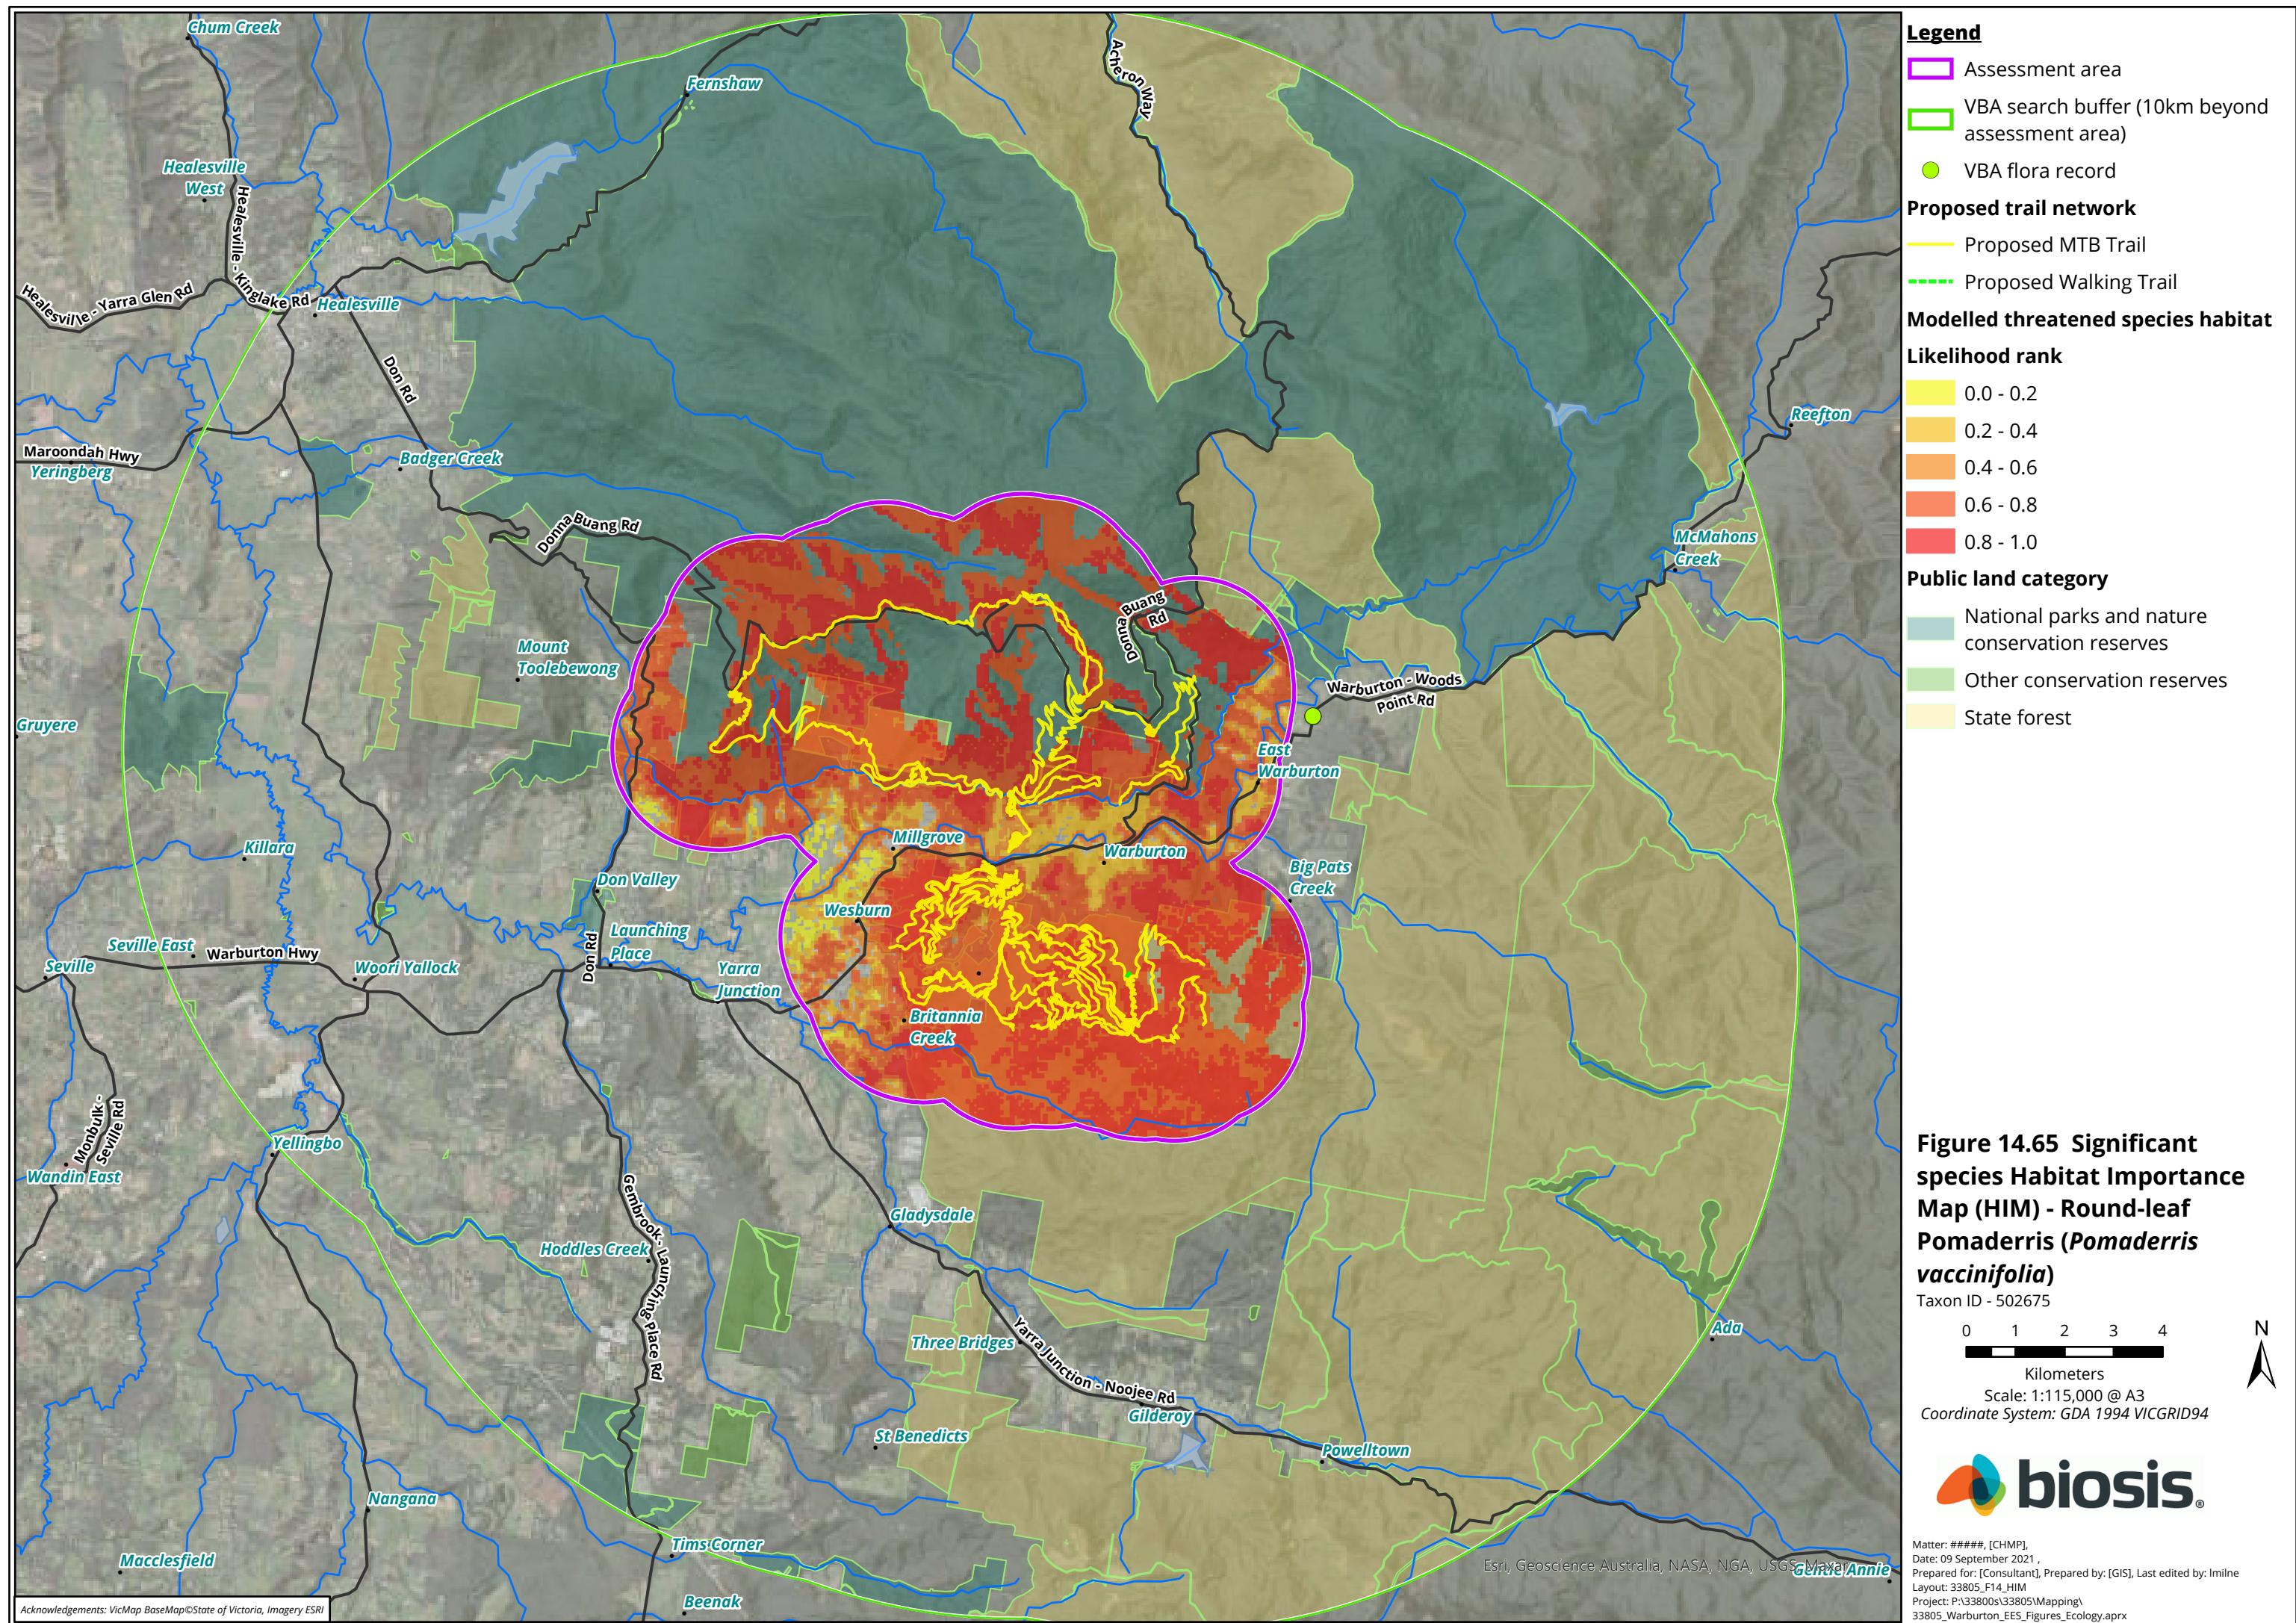 Chum Creek
Fernshaw
Acheron Way
Healesville
West
Healesville - Kinglake Rd
Healesville - Yarra Glen Rd
Healesville
Don Rd
Maroondah Hwy
Yeringberg
Badger Creek
Reefton
Donna Buang Rd
McMahons
Creek
Donna Buang Rd
Mount
Toolebewong
Warburton - Woods
Point Rd
Gruyere
East
Warburton
Killara
Millgrove
Warburton
Big Pats
Creek
Don Valley
Wesburn
Launching
Place
Don Rd
Seville East
Warburton Hwy
Seville
Woori Yallock
Yarra
Junction
Britannia
Creek
Monbulk -
Seville Rd
Yellingbo
Wandin East
Gembrook - Launching Place Rd
Gladysdale
Hoddles Creek
Three Bridges
Yarra Junction - Noojee Rd
Ada
Gilderoy
St Benedicts
Powelltown
Nangana
Tims Corner
Macclesfield
Beenak
Gentle Annie
Esri, Geoscience Australia, NASA, NGA, USGS, Maxar
Acknowledgements: VicMap BaseMap©State of Victoria, Imagery ESRI
Legend
Assessment area
VBA search buffer (10km beyond
assessment area)
VBA flora record
Proposed trail network
Proposed MTB Trail
Proposed Walking Trail
Modelled threatened species habitat
Likelihood rank
0.0 - 0.2
0.2 - 0.4
0.4 - 0.6
0.6 - 0.8
0.8 - 1.0
Public land category
National parks and nature
conservation reserves
Other conservation reserves
State forest
Figure 14.65 Significant
species Habitat Importance
Map (HIM) - Round-leaf
Pomaderris (Pomaderris
vaccinifolia)
Taxon ID - 502675
0 1 2 3 4
N
Kilometers
Scale: 1:115,000 @ A3
Coordinate System: GDA 1994 VICGRID94
biosis®
Matter: #####, [CHMP],
Date: 09 September 2021 ,
Prepared for: [Consultant], Prepared by: [GIS], Last edited by: lmilne
Layout: 33805_F14_HIM
Project: P:\33800s\33805\Mapping\
33805_Warburton_EES_Figures_Ecology.aprx